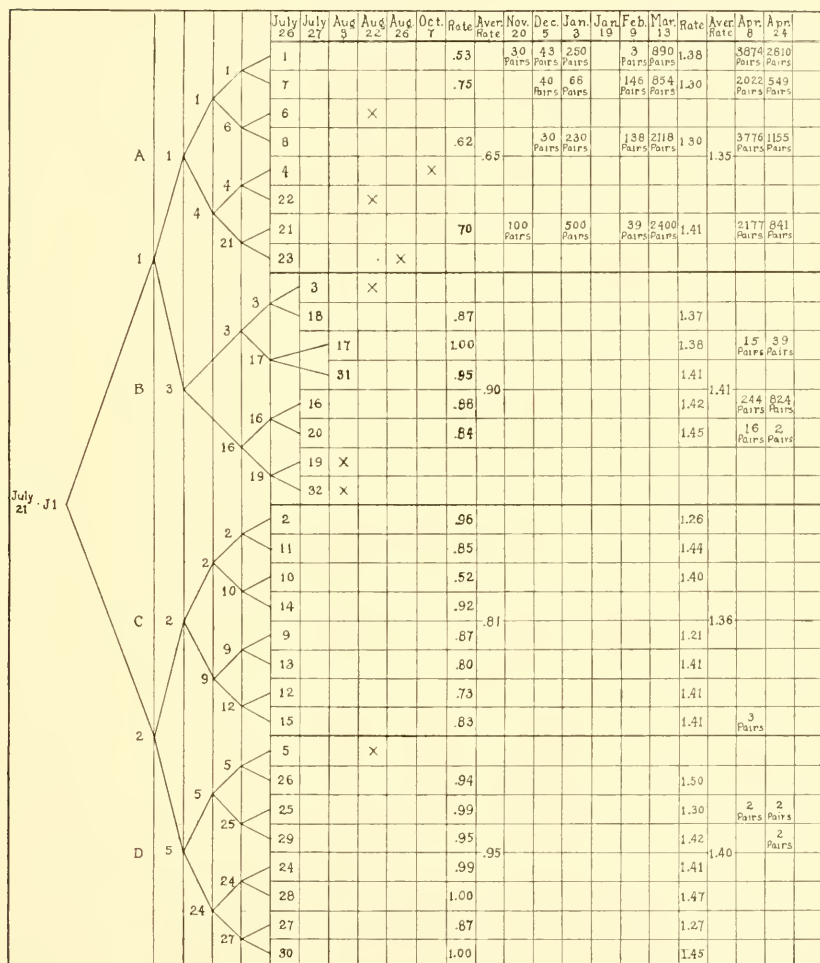 July 26 July 27 Aug 3 Aug 22 Aug 26 Oct. 7 Rate Aver. Rate Nov. 20 Dec. 5 Jan. 3 Jan 19 Feb. 9 Mar. 13 Rate Aver. Rate Apr. 8 Apr. 24
1 .53 30 Pairs 43 Pairs 250 Pairs 3 Pairs 890 Pairs 1.38 3874 Pairs 2610 Pairs
1
7 .75 40 Pairs 66 Pairs 146 Pairs 854 Pairs 1.30 2022 Pairs 549 Pairs
1
6 X
6
8 .62 30 Pairs 230 Pairs 138 Pairs 2118 Pairs 1.30 3776 Pairs 1155 Pairs
A 1 .65 1.35
4 X
4
22 X
4
21 70 100 Pairs 500 Pairs 39 Pairs 2400 Pairs 1.41 2177 Pairs 841 Pairs
21
23 X
1
3 X
3
18 .87 1.37
3
17 1.00 1.38 15 Pairs 39 Pairs
17
31 .95 1.41
B 3 .90 1.41
16 .88 1.42 244 Pairs 824 Pairs
16
20 .84 1.45 16 Pairs 2 Pairs
16
19 X
19
32 X
July 21 · J1
2 .96 1.26
2
11 .85 1.44
2
10 .52 1.40
10
14 .92
C 2 .81 1.36
9 .87 1.21
9
13 .80 1.41
9
12 .73 1.41
12
15 .83 1.41 3 Pairs
2
5 X
5
26 .94 1.50
5
25 .99 1.30 2 Pairs 2 Pairs
25
29 .95 1.42 2 Pairs
D 5 .95 1.40
24 .99 1.41
24
28 1.00 1.47
24
27 .87 1.27
27
30 1.00 1.45